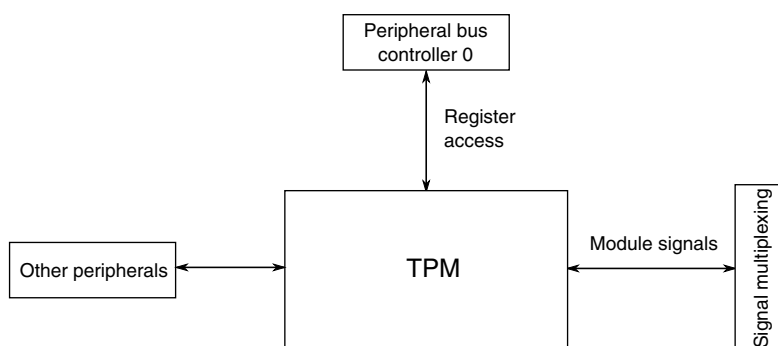 Peripheral bus
controller 0
Register
access
Other peripherals
TPM
Module signals
Signal multiplexing